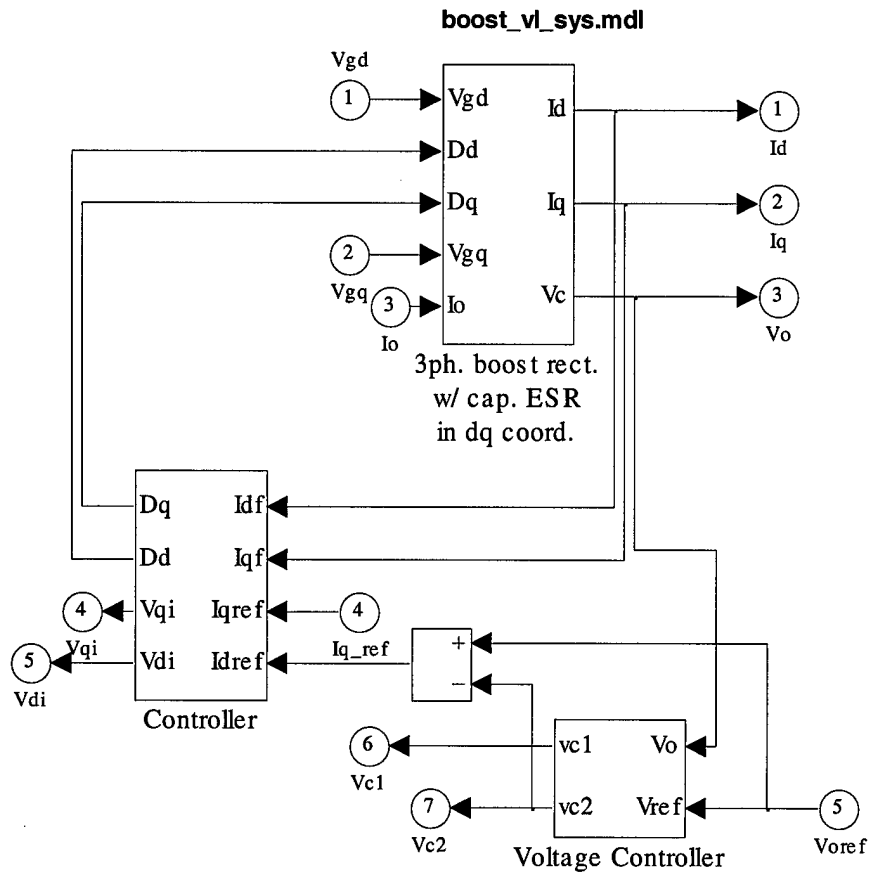 boost_vl_sys.mdl
Vgd
1
Vgd
Id
1
Id
Dd
Dq
Iq
2
Iq
2
Vgq
Vgq
3
Io
Io
Vc
3
Vo
3ph. boost rect.
w/ cap. ESR
in dq coord.
Dq
Idf
Dd
Iqf
4
Vqi
Vqi
Iqref
4
Iq_ref
5
Vdi
Vdi
Idref
+
−
Controller
6
Vc1
vc1
Vo
7
Vc2
vc2
Vref
5
Voref
Voltage Controller